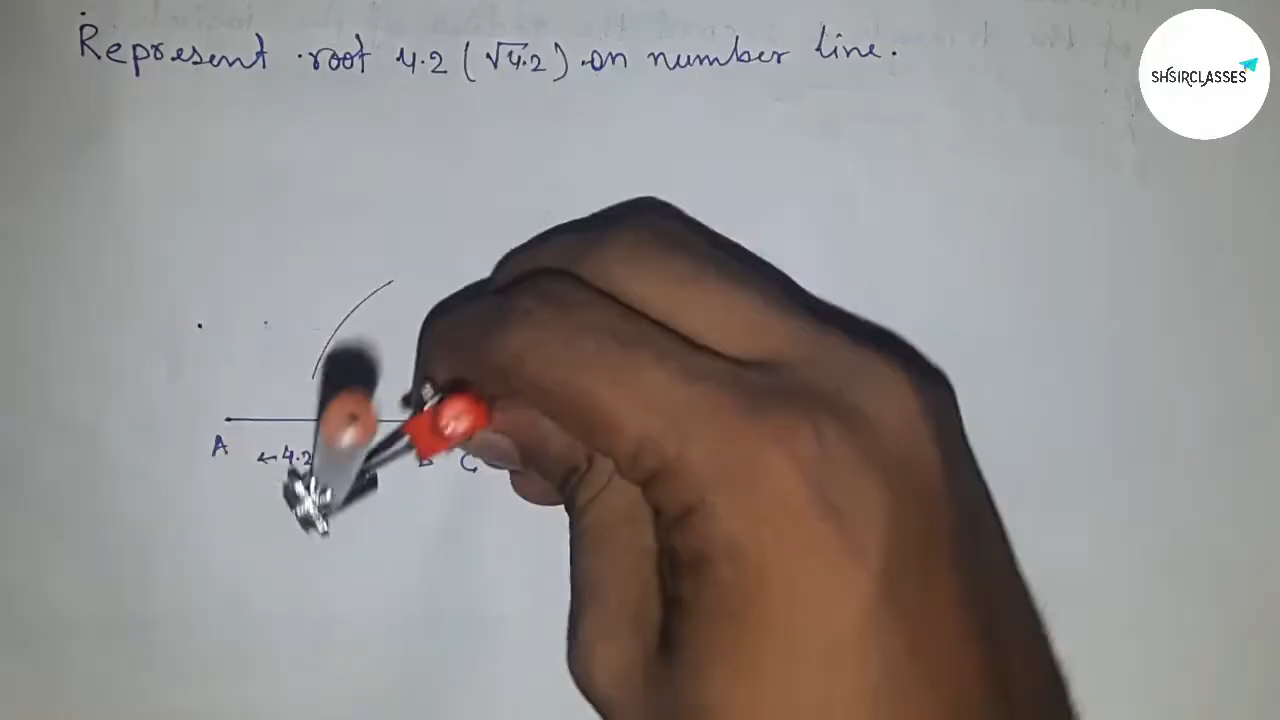 Represent root 4.2 (√4.2) on number line.
SHSIRCLASSES
A
←4.2
C